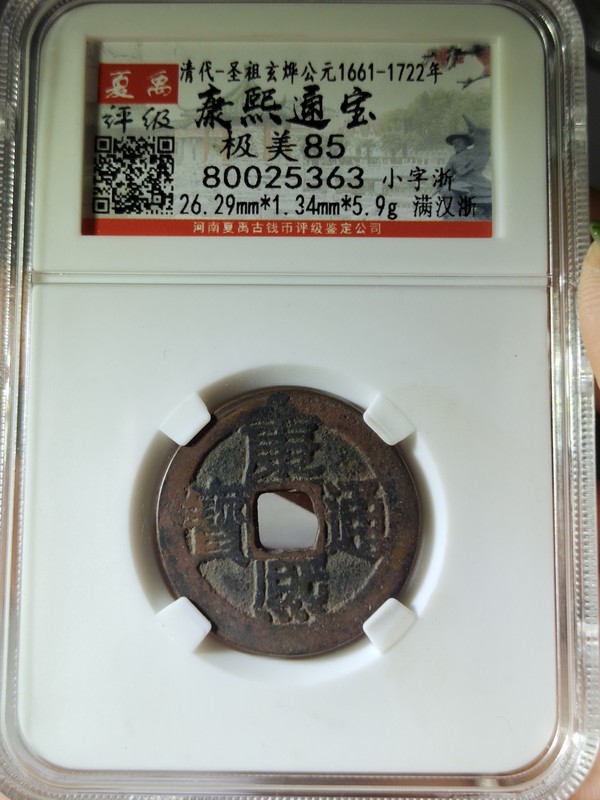 夏禹
评级
清代-圣祖玄烨公元1661-1722年
康熙通宝
极美85
80025363 小字浙
26.29mm*1.34mm*5.9g 满汉浙
河南夏禹古钱币评级鉴定公司
康熙通寳